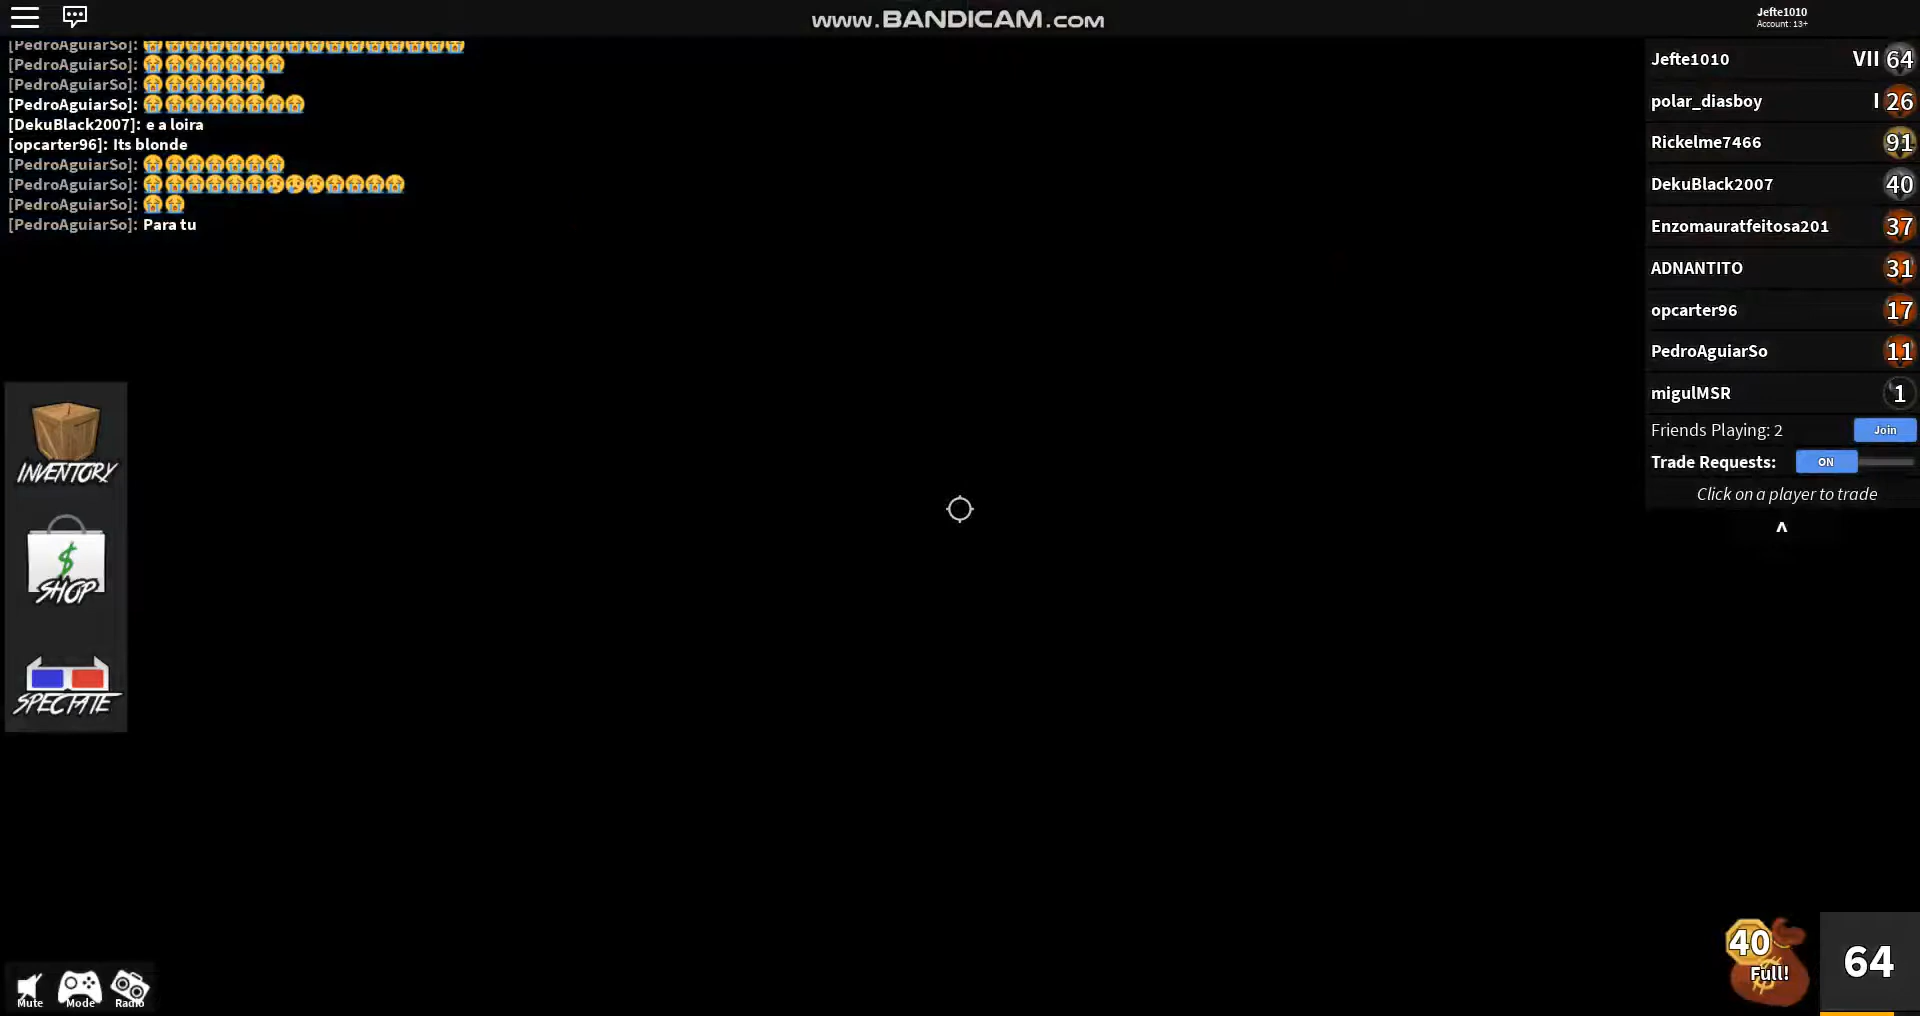 www.BANDICAM.com
Jefte1010
Account: 13+
[PedroAguiarSo]: 😭😭😭😭😭😭😭😭😭😭😭😭😭😭😭😭
[PedroAguiarSo]: 😭😭😭😭😭😭😭
[PedroAguiarSo]: 😭😭😭😭😭😭
[PedroAguiarSo]: 😭😭😭😭😭😭😭😭
[DekuBlack2007]: e a loira
[opcarter96]: Its blonde
[PedroAguiarSo]: 😭😭😭😭😭😭😭
[PedroAguiarSo]: 😭😭😭😭😭😭😢😢😢😭😭😭😭
[PedroAguiarSo]: 😭😭
[PedroAguiarSo]: Para tu
Jefte1010 VII 64
polar_diasboy I 26
Rickelme7466 91
DekuBlack2007 40
Enzomauratfeitosa201 37
ADNANTITO 31
opcarter96 17
PedroAguiarSo 11
migulMSR 1
Friends Playing: 2 Join
Trade Requests: ON
Click on a player to trade
^
INVENTORY
$
SHOP
SPECTATE
Mute Mode Radio
40
Full!
64